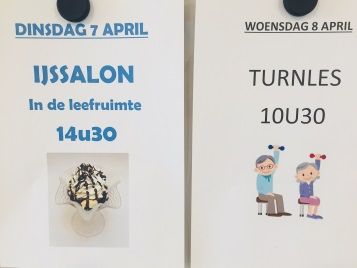 DINSDAG 7 APRIL
IJSSALON
In de leefruimte
14u30
WOENSDAG 8 APRIL
TURNLES
10U30